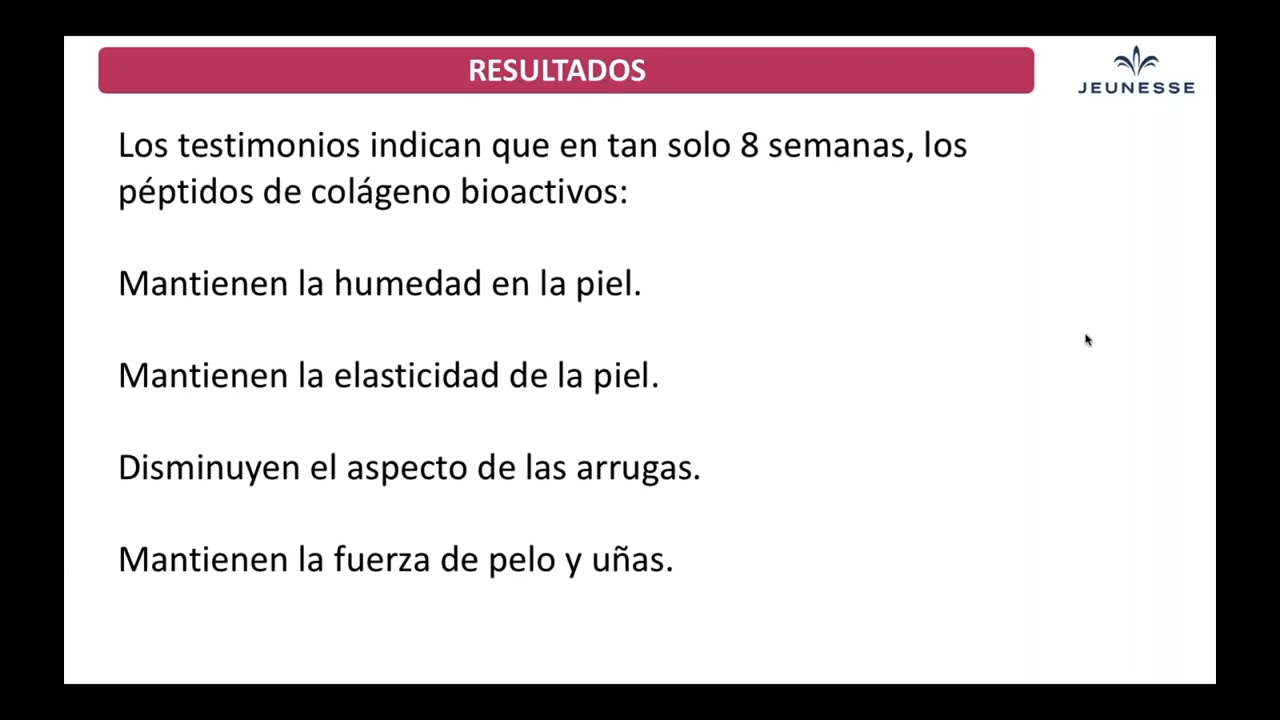 RESULTADOS
JEUNESSE
Los testimonios indican que en tan solo 8 semanas, los
péptidos de colágeno bioactivos:
Mantienen la humedad en la piel.
Mantienen la elasticidad de la piel.
Disminuyen el aspecto de las arrugas.
Mantienen la fuerza de pelo y uñas.